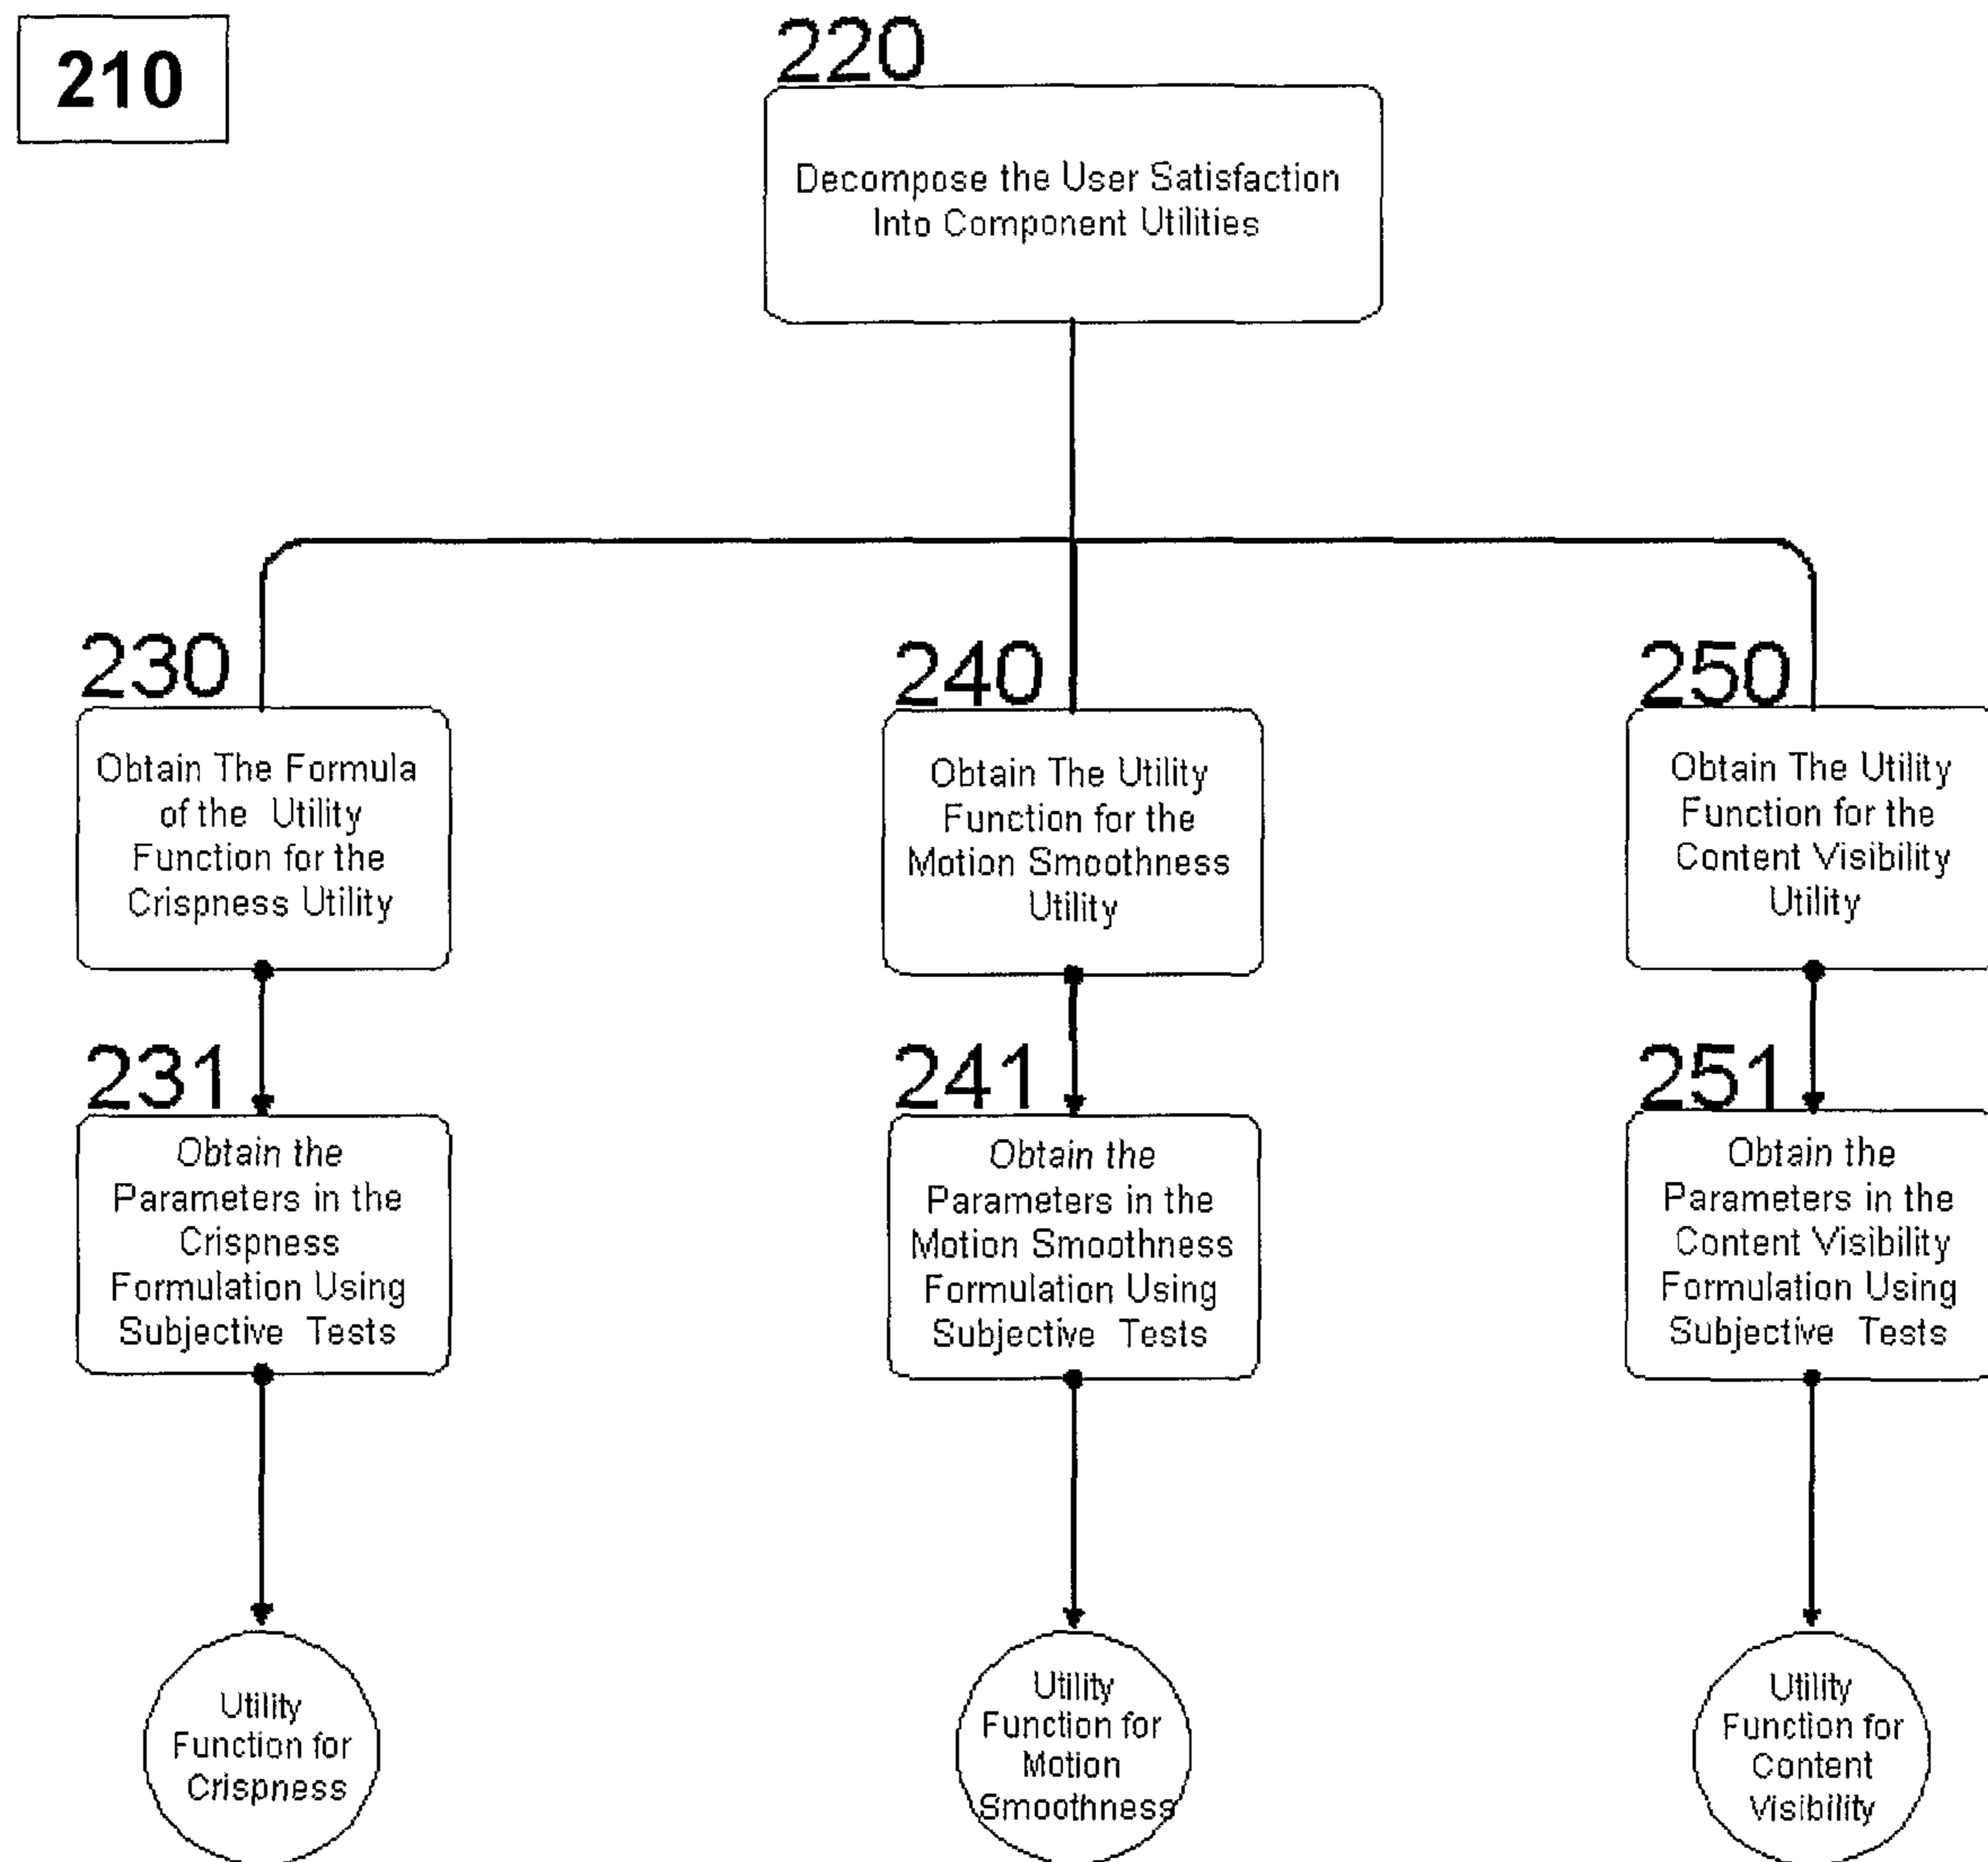 210
220
Decompose the User Satisfaction
Into Component Utilities
230
Obtain The Formula
of the Utility
Function for the
Crispness Utility
240
Obtain The Utility
Function for the
Motion Smoothness
Utility
250
Obtain The Utility
Function for the
Content Visibility
Utility
231
Obtain the
Parameters in the
Crispness
Formulation Using
Subjective Tests
241
Obtain the
Parameters in the
Motion Smoothness
Formulation Using
Subjective Tests
251
Obtain the
Parameters in the
Content Visibility
Formulation Using
Subjective Tests
Utility
Function for
Crispness
Utility
Function for
Motion
Smoothness
Utility
Function for
Content
Visibility